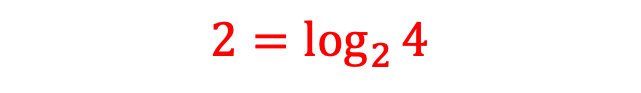 2 = log₂ 4